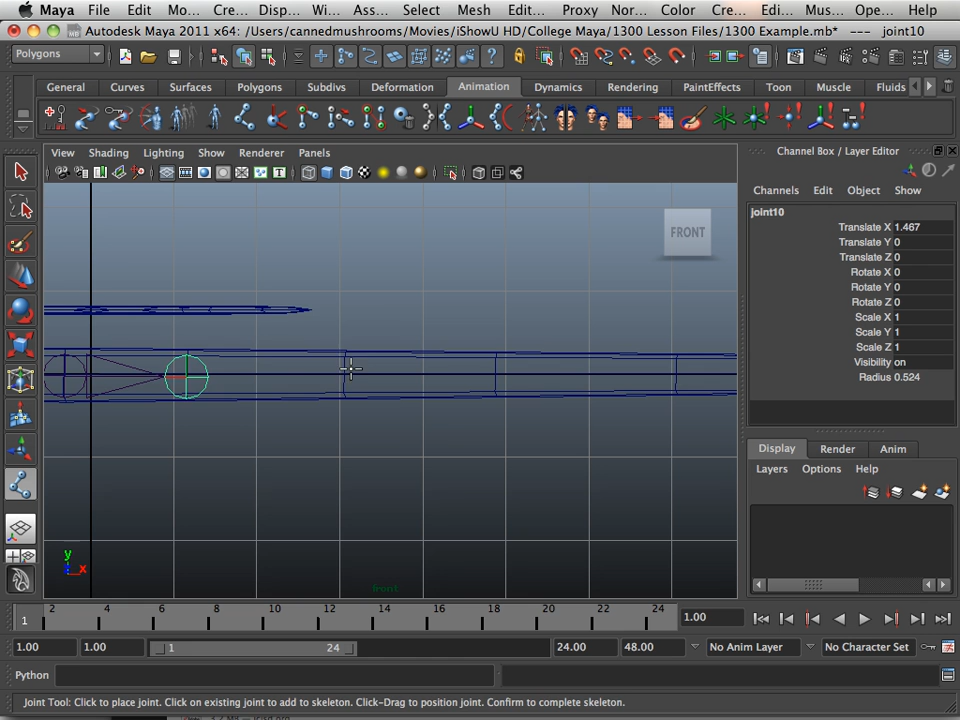 Maya File Edit Mo... Cre... Disp... Wi... Ass... Select Mesh Edit... Proxy Nor... Color Cre... Edi... Mus... Ope... Help
Autodesk Maya 2011 x64: /Users/cannedmushrooms/Movies/iShowU HD/College Maya/1300 Lesson Files/1300 Example.mb* --- joint10
Polygons
General Curves Surfaces Polygons Subdivs Deformation Animation Dynamics Rendering PaintEffects Toon Muscle Fluids
View Shading Lighting Show Renderer Panels
Channel Box / Layer Editor
Channels Edit Object Show
joint10
Translate X 1.467
Translate Y 0
Translate Z 0
Rotate X 0
Rotate Y 0
Rotate Z 0
Scale X 1
Scale Y 1
Scale Z 1
Visibility on
Radius 0.524
FRONT
y
x
front
Display Render Anim
Layers Options Help
1 2 4 6 8 10 12 14 16 18 20 22 24 1.00
1.00 1.00 1 24 24.00 48.00 No Anim Layer No Character Set
Python
Joint Tool: Click to place joint. Click on existing joint to add to skeleton. Click-Drag to position joint. Confirm to complete skeleton.